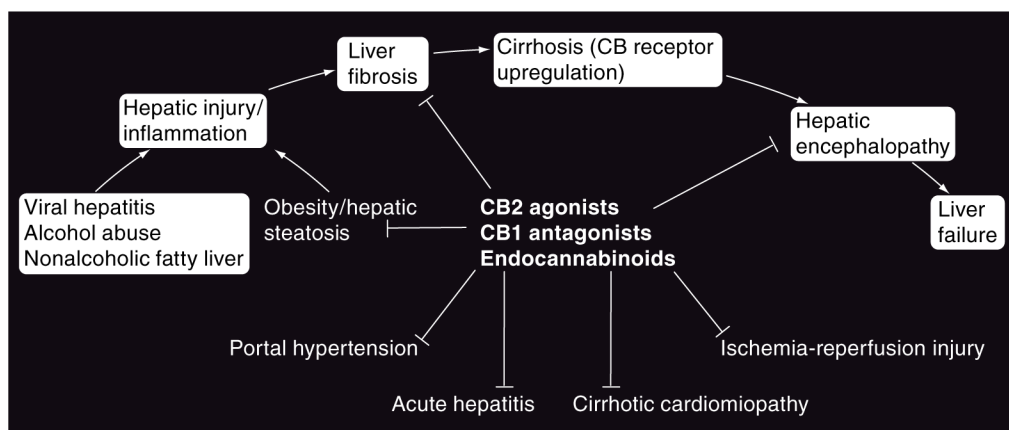 Liver
fibrosis
Cirrhosis (CB receptor
upregulation)
Hepatic injury/
inflammation
Hepatic
encephalopathy
Viral hepatitis
Alcohol abuse
Nonalcoholic fatty liver
Obesity/hepatic
steatosis
CB2 agonists
CB1 antagonists
Endocannabinoids
Liver
failure
Portal hypertension
Ischemia-reperfusion injury
Acute hepatitis
Cirrhotic cardiomiopathy